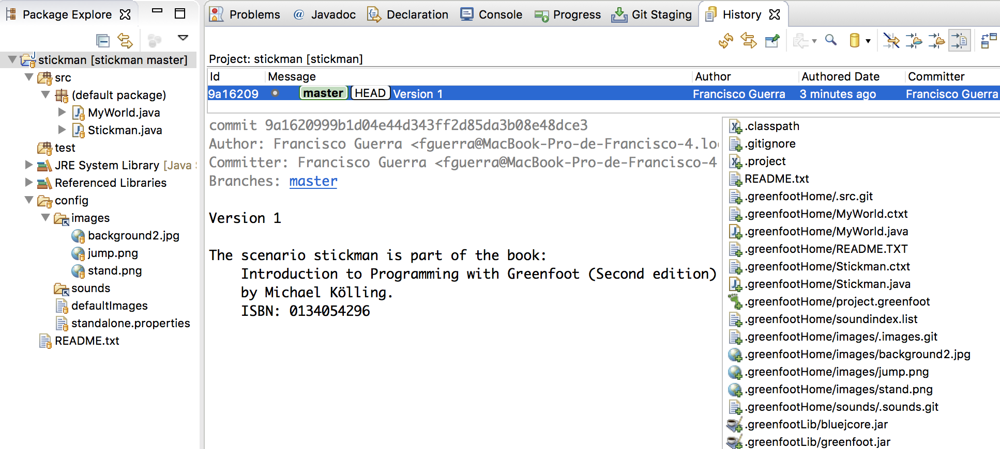 Package Explore
stickman [stickman master]
src
(default package)
MyWorld.java
Stickman.java
test
JRE System Library [Java
Referenced Libraries
config
images
background2.jpg
jump.png
stand.png
sounds
defaultImages
standalone.properties
README.txt
Problems @ Javadoc Declaration Console Progress Git Staging History
Project: stickman [stickman]
Id Message Author Authored Date Committer
9a16209 master HEAD Version 1 Francisco Guerra 3 minutes ago Francisco Guerra
commit 9a1620999b1d04e44d343ff2d85da3b08e48dce3
Author: Francisco Guerra <fguerra@MacBook-Pro-de-Francisco-4.loc
Committer: Francisco Guerra <fguerra@MacBook-Pro-de-Francisco-4
Branches: master
Version 1
The scenario stickman is part of the book:
Introduction to Programming with Greenfoot (Second edition)
by Michael Kölling.
ISBN: 0134054296
.classpath
.gitignore
.project
README.txt
.greenfootHome/.src.git
.greenfootHome/MyWorld.ctxt
.greenfootHome/MyWorld.java
.greenfootHome/README.TXT
.greenfootHome/Stickman.ctxt
.greenfootHome/Stickman.java
.greenfootHome/project.greenfoot
.greenfootHome/soundindex.list
.greenfootHome/images/.images.git
.greenfootHome/images/background2.jpg
.greenfootHome/images/jump.png
.greenfootHome/images/stand.png
.greenfootHome/sounds/.sounds.git
.greenfootLib/bluejcore.jar
.greenfootLib/greenfoot.jar